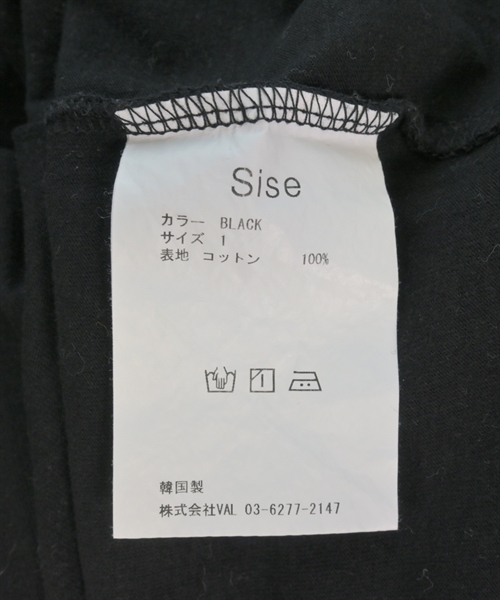 Sise
カラー BLACK
サイズ 1
表地 コットン 100%
韓国製
株式会社VAL 03-6277-2147